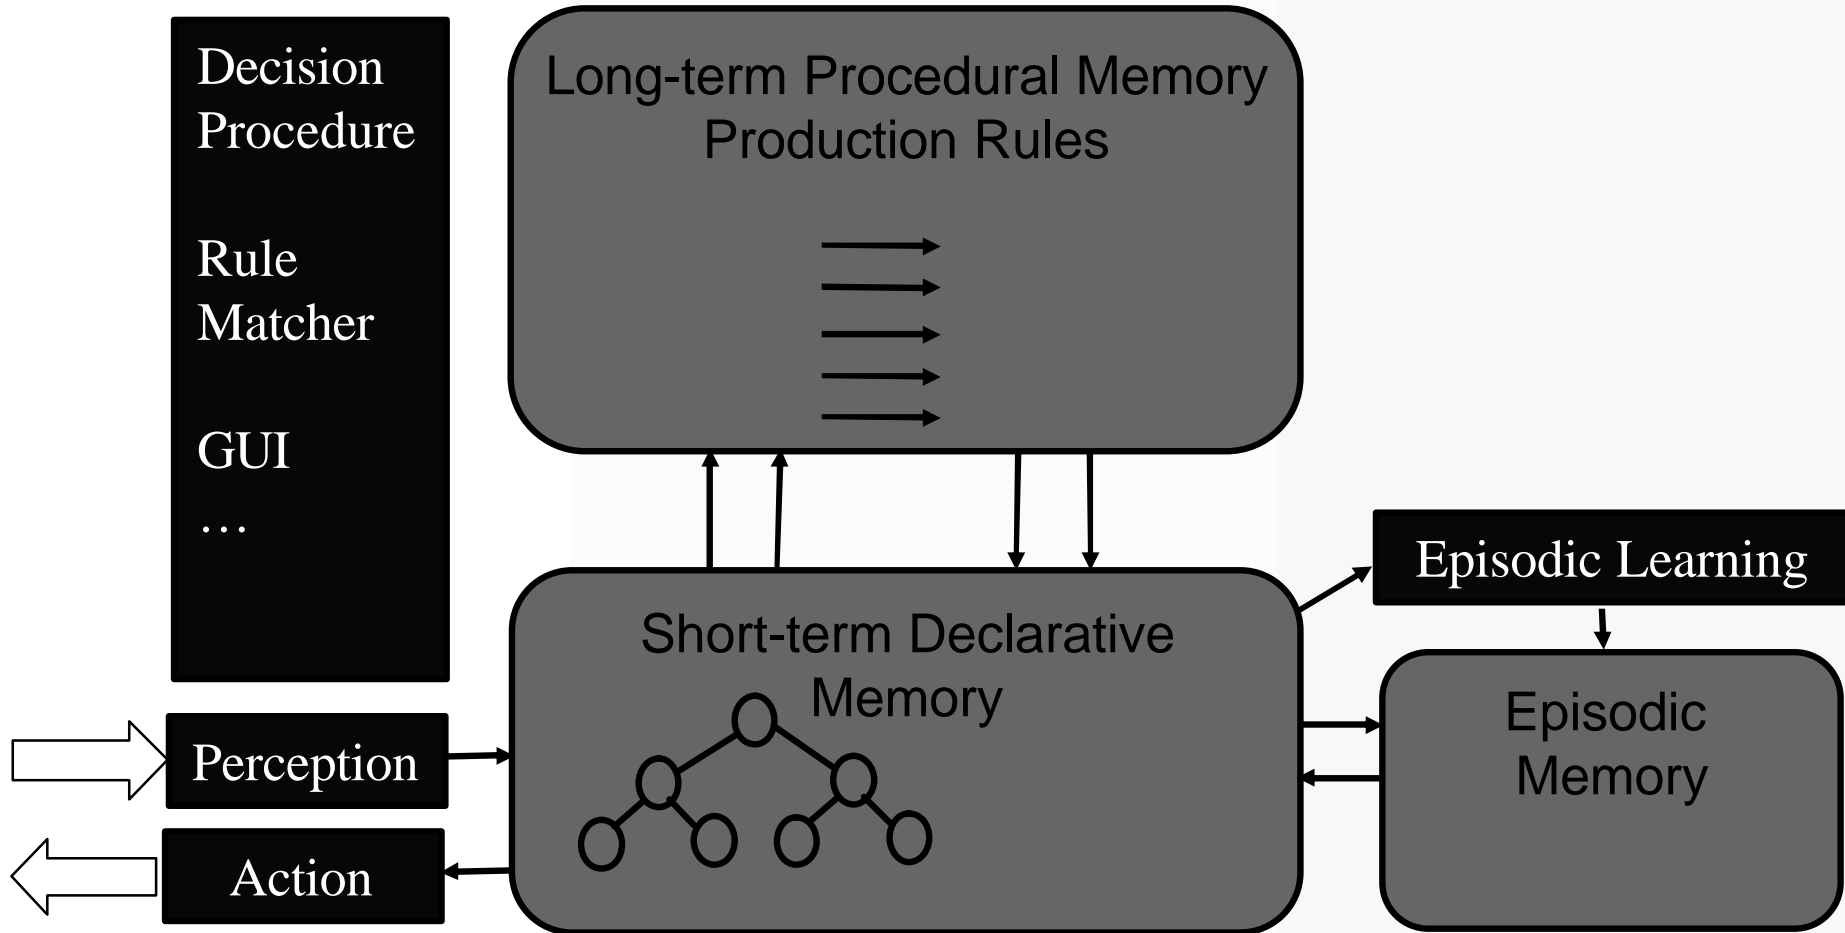 Decision
Procedure
Rule
Matcher
GUI
…
Long-term Procedural Memory
Production Rules
Episodic Learning
Short-term Declarative
Memory
Episodic
Memory
Perception
Action